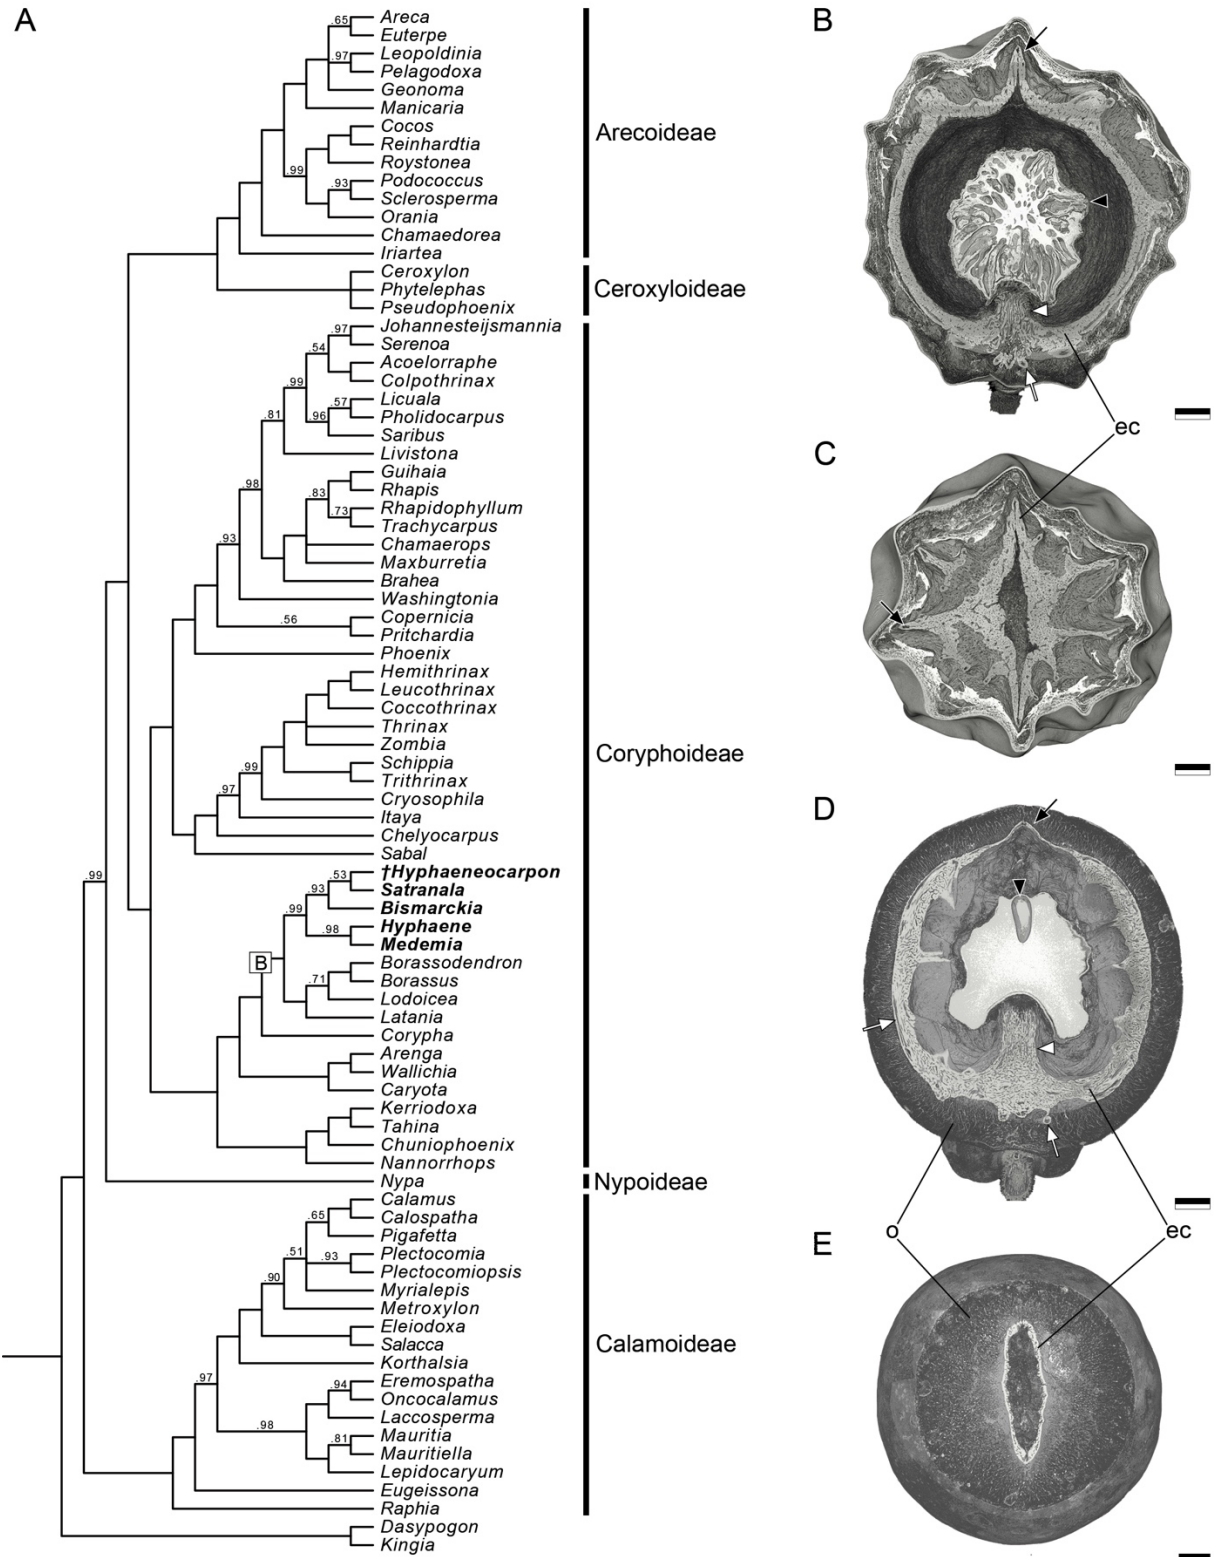 A
Areca
.65
Euterpe
Leopoldinia
.97
Pelagodoxa
Geonoma
Manicaria
Cocos
Reinhardtia
Roystonea
.99
Podococcus
.93
Sclerosperma
Orania
Chamaedorea
Iriartea
Arecoideae
Ceroxylon
Phytelephas
Pseudophoenix
Ceroxyloideae
Johannesteijsmannia
.97
Serenoa
.54
Acoelorraphe
Colpothrinax
.99
Licuala
.57
Pholidocarpus
.96
Saribus
.81
Livistona
Guihaia
Rhapis
.83
Rhapidophyllum
.73
Trachycarpus
.98
Chamaerops
Maxburretia
Brahea
.93
Washingtonia
Copernicia
.56
Pritchardia
Phoenix
Hemithrinax
Leucothrinax
Coccothrinax
Thrinax
Zombia
Schippia
.99
Trithrinax
.97
Cryosophila
Itaya
Chelyocarpus
Sabal
.99
†Hyphaeneocarpon
.53
Satranala
.93
Bismarckia
.99
Hyphaene
.98
Medemia
B
Borassodendron
Borassus
.71
Lodoicea
Latania
Corypha
Arenga
Wallichia
Caryota
Kerriodoxa
Tahina
Chuniophoenix
Nannorrhops
Coryphoideae
Nypa
Nypoideae
Calamus
Calospatha
.65
Pigafetta
.51
Plectocomia
.93
Plectocomiopsis
.90
Myrialepis
Metroxylon
Eleiodoxa
Salacca
Korthalsia
.97
Eremospatha
.94
Oncocalamus
Laccosperma
.98
Mauritia
.81
Mauritiella
Lepidocaryum
Eugeissona
Raphia
Calamoideae
Dasypogon
Kingia
B
ec
C
D
o
ec
E